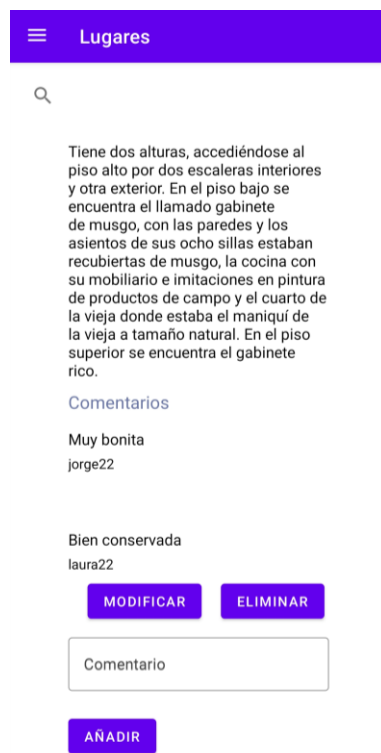 Lugares
Tiene dos alturas, accediéndose al
piso alto por dos escaleras interiores
y otra exterior. En el piso bajo se
encuentra el llamado gabinete
de musgo, con las paredes y los
asientos de sus ocho sillas estaban
recubiertas de musgo, la cocina con
su mobiliario e imitaciones en pintura
de productos de campo y el cuarto de
la vieja donde estaba el maniquí de
la vieja a tamaño natural. En el piso
superior se encuentra el gabinete
rico.
Comentarios
Muy bonita
jorge22
Bien conservada
laura22
MODIFICAR ELIMINAR
Comentario
AÑADIR